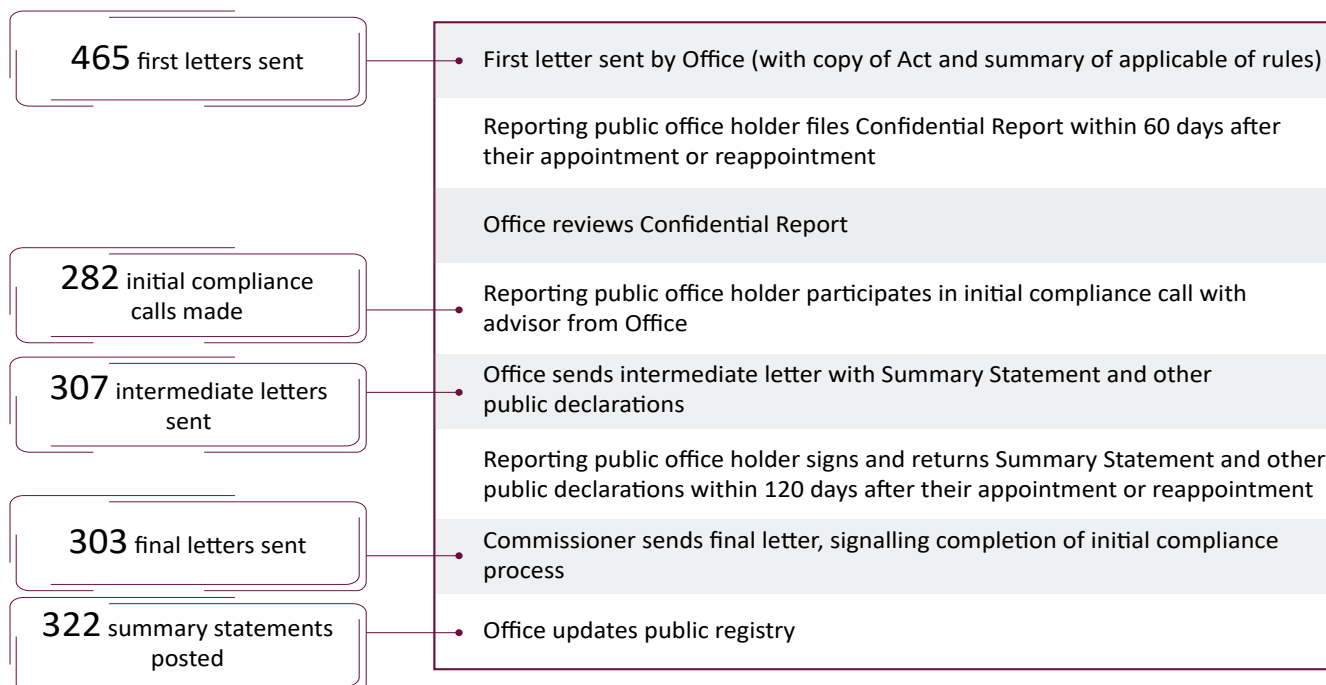 465 first letters sent
First letter sent by Office (with copy of Act and summary of applicable of rules)
Reporting public office holder files Confidential Report within 60 days after
their appointment or reappointment
Office reviews Confidential Report
282 initial compliance
calls made
Reporting public office holder participates in initial compliance call with
advisor from Office
307 intermediate letters
sent
Office sends intermediate letter with Summary Statement and other
public declarations
Reporting public office holder signs and returns Summary Statement and other
public declarations within 120 days after their appointment or reappointment
303 final letters sent
Commissioner sends final letter, signalling completion of initial compliance
process
322 summary statements
posted
Office updates public registry